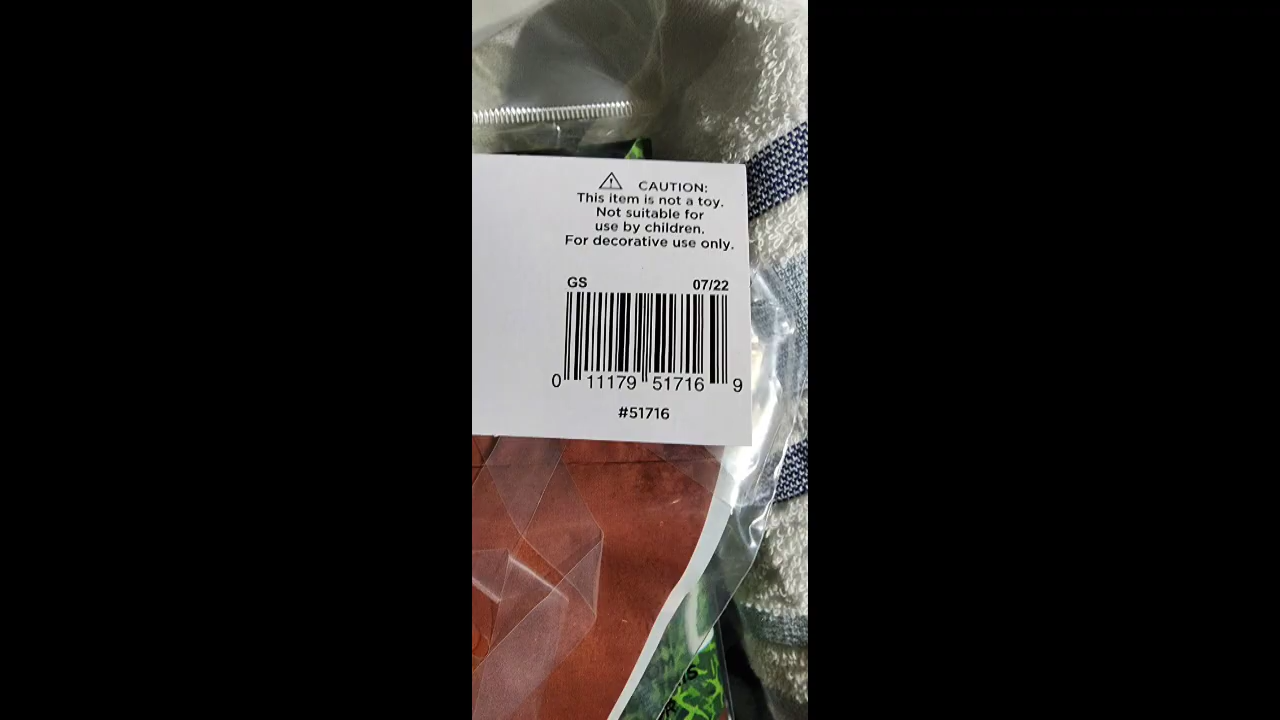 CAUTION:
This item is not a toy.
Not suitable for
use by children.
For decorative use only.
GS 07/22
0 11179 51716 9
#51716